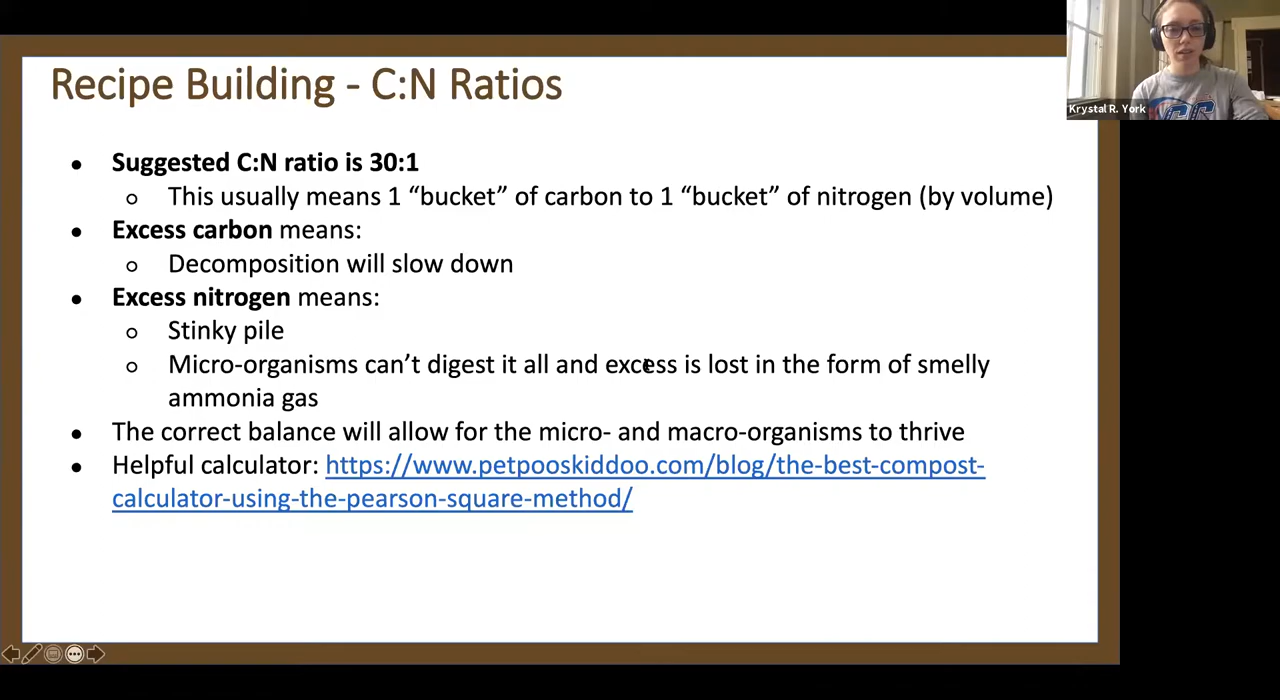 Recipe Building - C:N Ratios
Krystal R. York
• Suggested C:N ratio is 30:1
o This usually means 1 “bucket” of carbon to 1 “bucket” of nitrogen (by volume)
• Excess carbon means:
o Decomposition will slow down
• Excess nitrogen means:
o Stinky pile
o Micro-organisms can’t digest it all and excess is lost in the form of smelly
ammonia gas
• The correct balance will allow for the micro- and macro-organisms to thrive
• Helpful calculator: https://www.petpooskiddoo.com/blog/the-best-compost-
calculator-using-the-pearson-square-method/